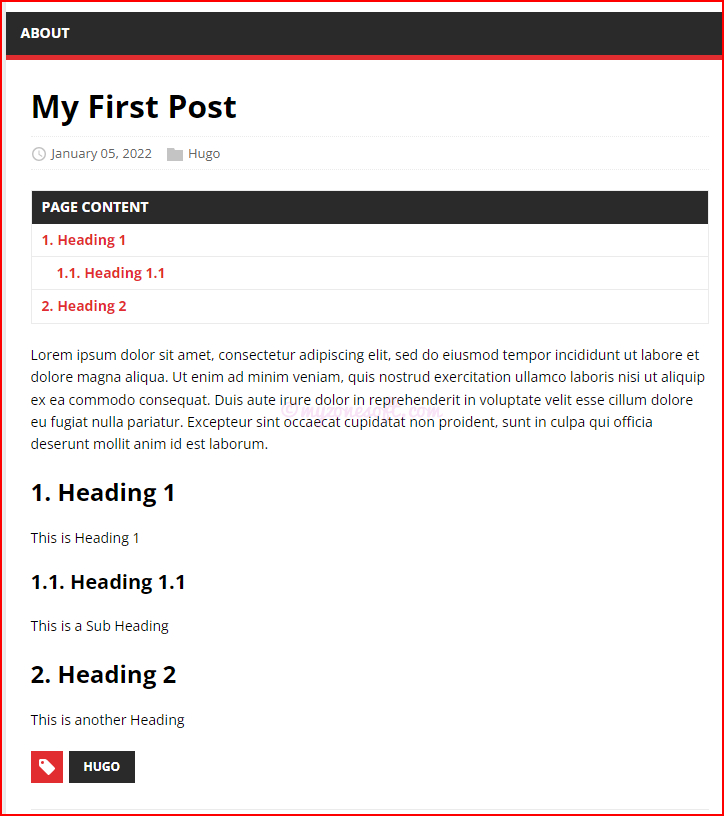 ABOUT
My First Post
January 05, 2022 Hugo
PAGE CONTENT
1. Heading 1
1.1. Heading 1.1
2. Heading 2
Lorem ipsum dolor sit amet, consectetur adipiscing elit, sed do eiusmod tempor incididunt ut labore et
dolore magna aliqua. Ut enim ad minim veniam, quis nostrud exercitation ullamco laboris nisi ut aliquip
ex ea commodo consequat. Duis aute irure dolor in reprehenderit in voluptate velit esse cillum dolore
eu fugiat nulla pariatur. Excepteur sint occaecat cupidatat non proident, sunt in culpa qui officia
deserunt mollit anim id est laborum.
1. Heading 1
This is Heading 1
1.1. Heading 1.1
This is a Sub Heading
2. Heading 2
This is another Heading
HUGO